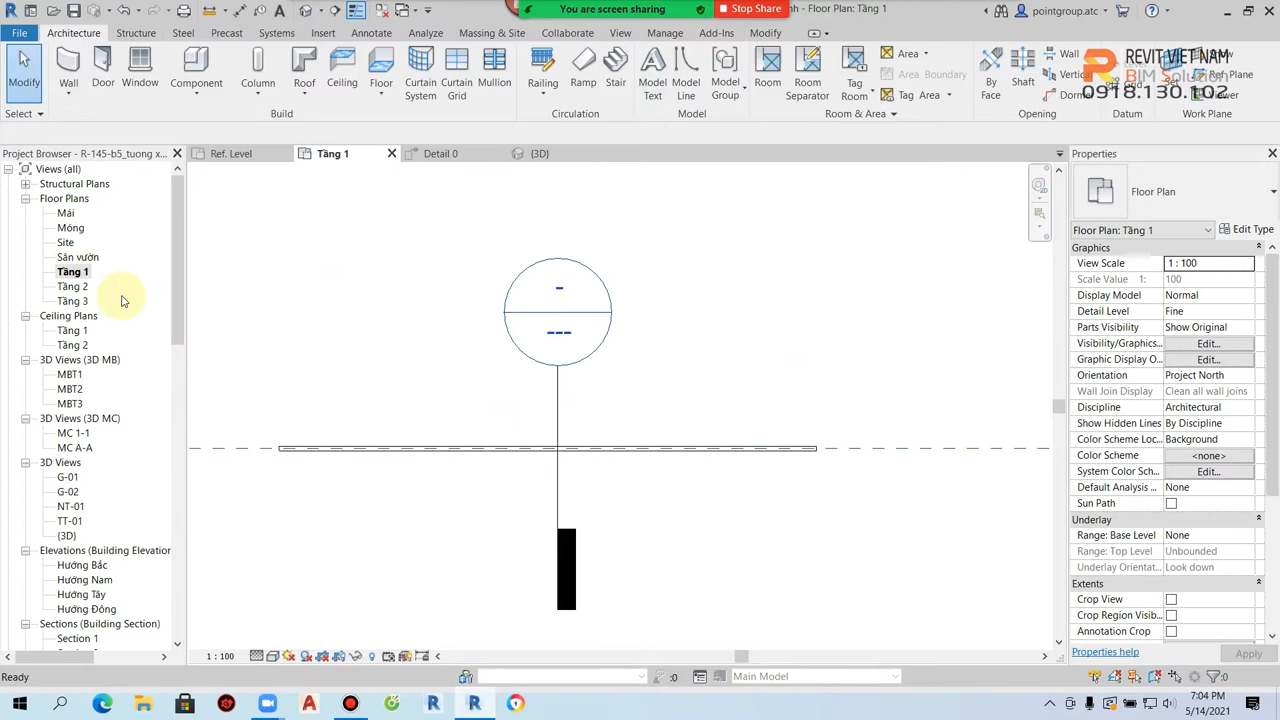 You are screen sharing
Stop Share
nh - Floor Plan: Tầng 1
pointgroup.atc
File
Architecture
Structure
Steel
Precast
Systems
Insert
Annotate
Analyze
Massing & Site
Collaborate
View
Manage
Add-Ins
Modify
Modify
Wall
Door
Window
Component
Column
Roof
Ceiling
Curtain System
Floor
Curtain Grid
Mullion
Railing
Ramp
Stair
Model Text
Model Line
Model Group
Room
Room Separator
Tag Room
Area
Area Boundary
Tag Area
By Face
Shaft
Wall
Vertical
Dormer
Grid
Ref Plane
Viewer
REVIT VIET NAM
BIM Solution
0918.130.102
Select
Build
Circulation
Model
Room & Area
Opening
Datum
Work Plane
Project Browser - R-145-b5_tuong x...
Ref. Level
Tầng 1
Detail 0
{3D}
Properties
Views (all)
Structural Plans
Floor Plans
Mái
Móng
Site
Sân vườn
Tầng 1
Tầng 2
Tầng 3
Ceiling Plans
Tầng 1
Tầng 2
3D Views (3D MB)
MBT1
MBT2
MBT3
3D Views (3D MC)
MC 1-1
MC A-A
3D Views
G-01
G-02
NT-01
TT-01
{3D}
Elevations (Building Elevation
Hướng Bắc
Hướng Nam
Hướng Tây
Hướng Đông
Sections (Building Section)
Section 1
-
---
Floor Plan
Floor Plan: Tầng 1
Edit Type
Graphics
View Scale 1 : 100
Scale Value 1: 100
Display Model Normal
Detail Level Fine
Parts Visibility Show Original
Visibility/Graphics... Edit...
Graphic Display O... Edit...
Orientation Project North
Wall Join Display Clean all wall joins
Discipline Architectural
Show Hidden Lines By Discipline
Color Scheme Loc... Background
Color Scheme <none>
System Color Sch... Edit...
Default Analysis ... None
Sun Path
Underlay
Range: Base Level None
Range: Top Level Unbounded
Underlay Orientat... Look down
Extents
Crop View
Crop Region Visib...
Annotation Crop
Properties help
Apply
1 : 100
Ready
:0
Main Model
:0
7:04 PM
5/14/2021